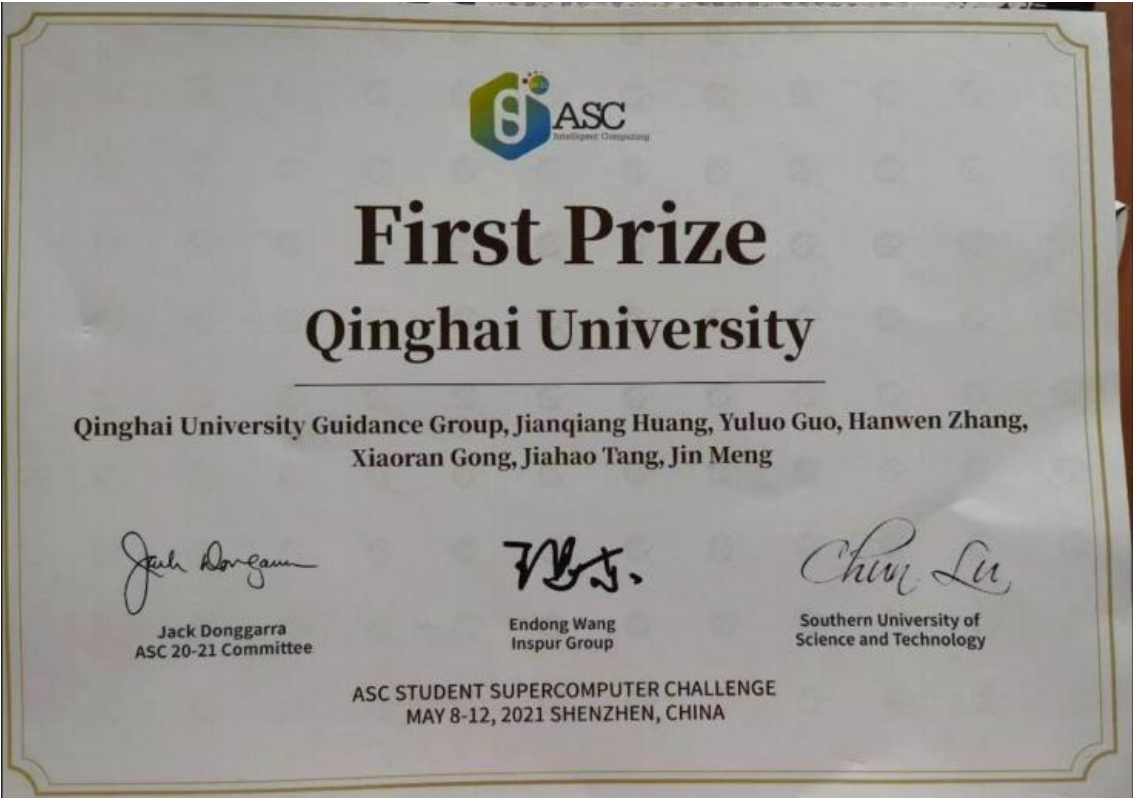 ASC
Intelligent Computing
First Prize
Qinghai University
Qinghai University Guidance Group, Jianqiang Huang, Yuluo Guo, Hanwen Zhang,
Xiaoran Gong, Jiahao Tang, Jin Meng
Chun Lu
Jack Donggarra
ASC 20-21 Committee
Endong Wang
Inspur Group
Southern University of
Science and Technology
ASC STUDENT SUPERCOMPUTER CHALLENGE
MAY 8-12, 2021 SHENZHEN, CHINA